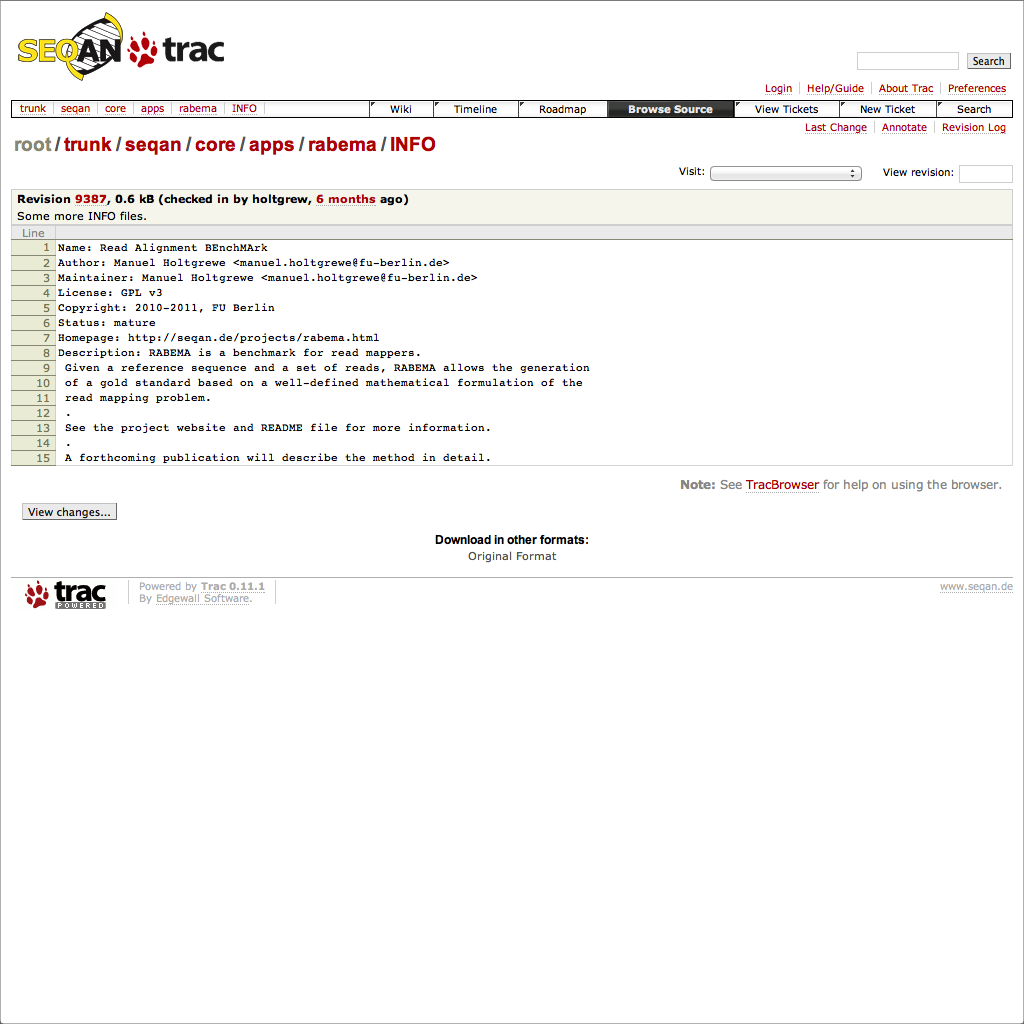 SEQAN trac
Search
Login Help/Guide About Trac Preferences
trunk seqan core apps rabema INFO Wiki Timeline Roadmap Browse Source View Tickets New Ticket Search
Last Change Annotate Revision Log
root / trunk / seqan / core / apps / rabema / INFO
Visit: View revision:
Revision 9387, 0.6 kB (checked in by holtgrew, 6 months ago)
Some more INFO files.
Line
1 Name: Read Alignment BEnchMArk
2 Author: Manuel Holtgrewe <manuel.holtgrewe@fu-berlin.de>
3 Maintainer: Manuel Holtgrewe <manuel.holtgrewe@fu-berlin.de>
4 License: GPL v3
5 Copyright: 2010-2011, FU Berlin
6 Status: mature
7 Homepage: http://seqan.de/projects/rabema.html
8 Description: RABEMA is a benchmark for read mappers.
9 Given a reference sequence and a set of reads, RABEMA allows the generation
10 of a gold standard based on a well-defined mathematical formulation of the
11 read mapping problem.
12 .
13 See the project website and README file for more information.
14 .
15 A forthcoming publication will describe the method in detail.
Note: See TracBrowser for help on using the browser.
View changes...
Download in other formats:
Original Format
trac POWERED
Powered by Trac 0.11.1
By Edgewall Software.
www.seqan.de